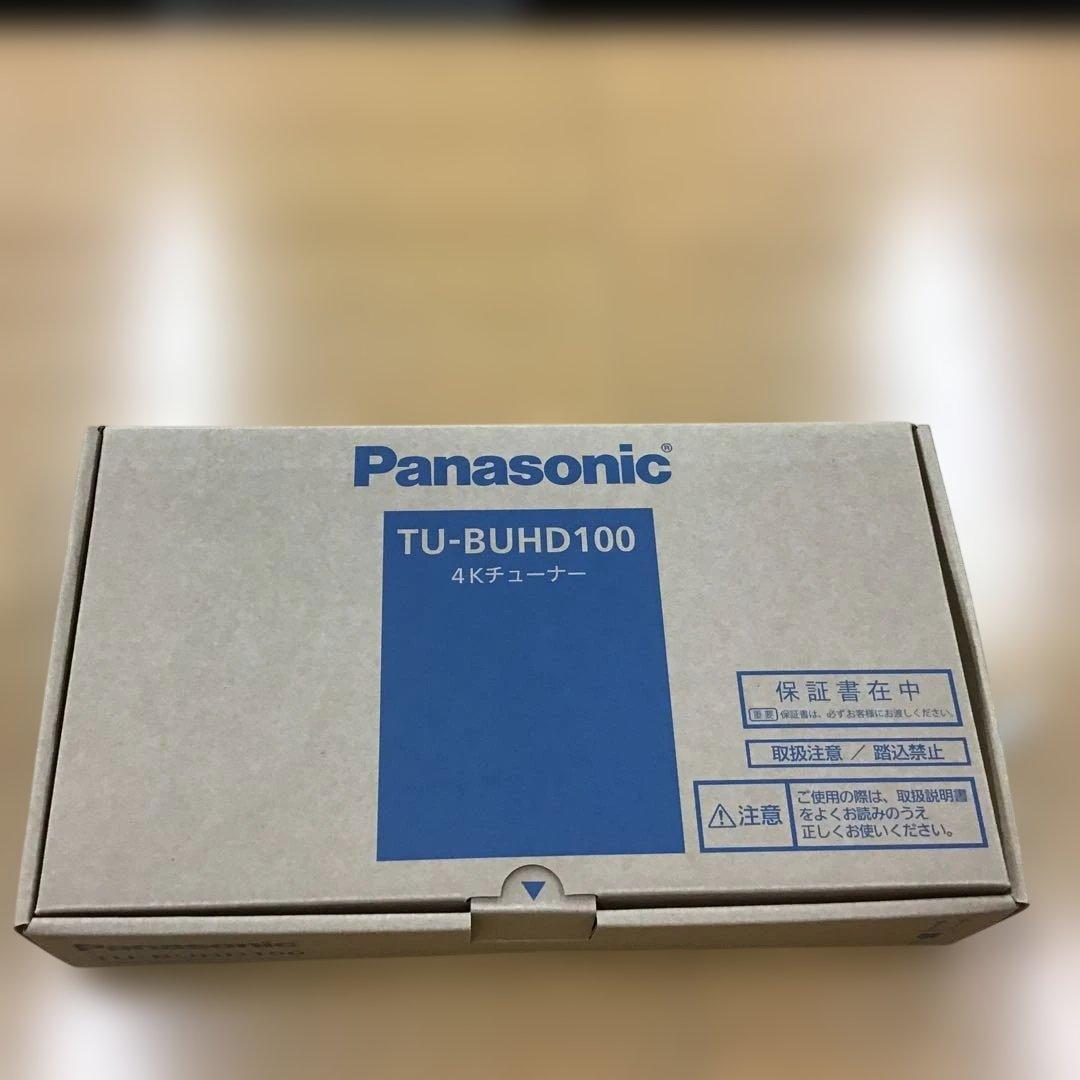 Panasonic®
TU-BUHD100
4Kチューナー
保証書在中
重要 保証書は、必ずお客様にお渡しください。
取扱注意 / 踏込禁止
⚠注意
ご使用の際は、取扱説明書
をよくお読みのうえ
正しくお使いください。
Panasonic
TU-BUHD100